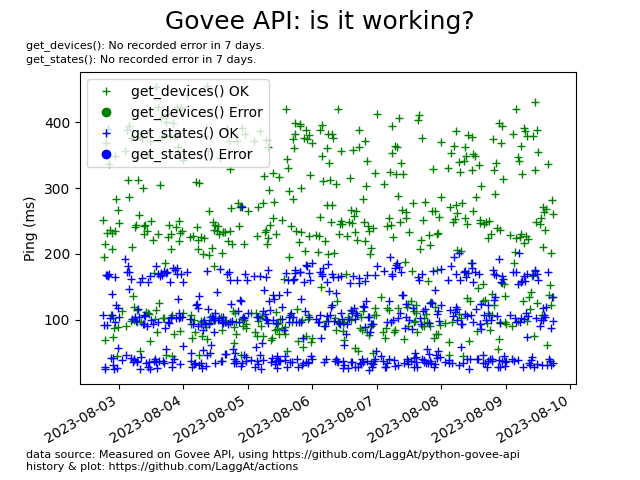 Govee API: is it working?
get_devices(): No recorded error in 7 days.
get_states(): No recorded error in 7 days.
get_devices() OK
get_devices() Error
get_states() OK
get_states() Error
400
300
200
100
Ping (ms)
2023-08-03
2023-08-04
2023-08-05
2023-08-06
2023-08-07
2023-08-08
2023-08-09
2023-08-10
data source: Measured on Govee API, using https://github.com/LaggAt/python-govee-api
history & plot: https://github.com/LaggAt/actions